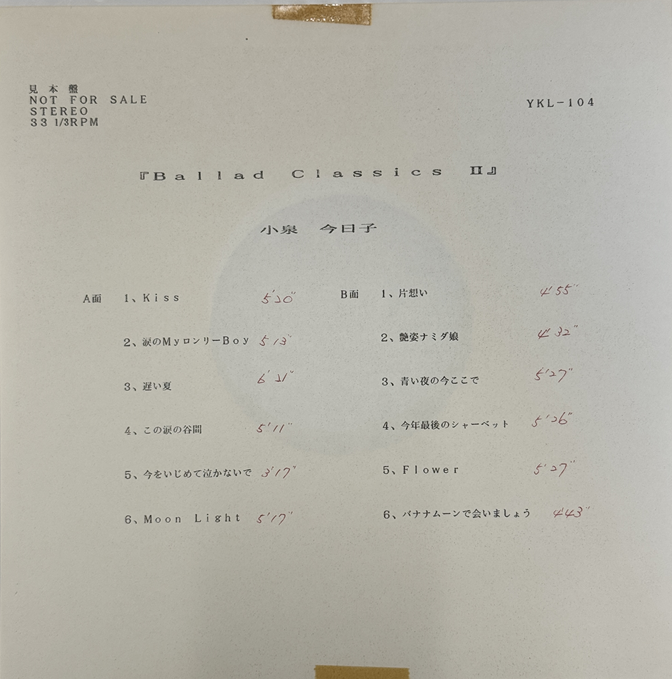 見 本 盤
NOT FOR SALE
STEREO
33 1/3RPM
YKL-104
『Ballad Classics Ⅱ』
小泉 今日子
A面 1、Kiss 5'20"
2、涙のMyロンリーBoy 5'13"
3、遅い夏 6'21"
4、この涙の谷間 5'11"
5、今をいじめて泣かないで 3'17"
6、Moon Light 5'17"
B面 1、片想い 4'55"
2、艶姿ナミダ娘 4'32"
3、青い夜の今ここで 5'27"
4、今年最後のシャーベット 5'26"
5、Flower 5'27"
6、バナナムーンで会いましょう 4'43"